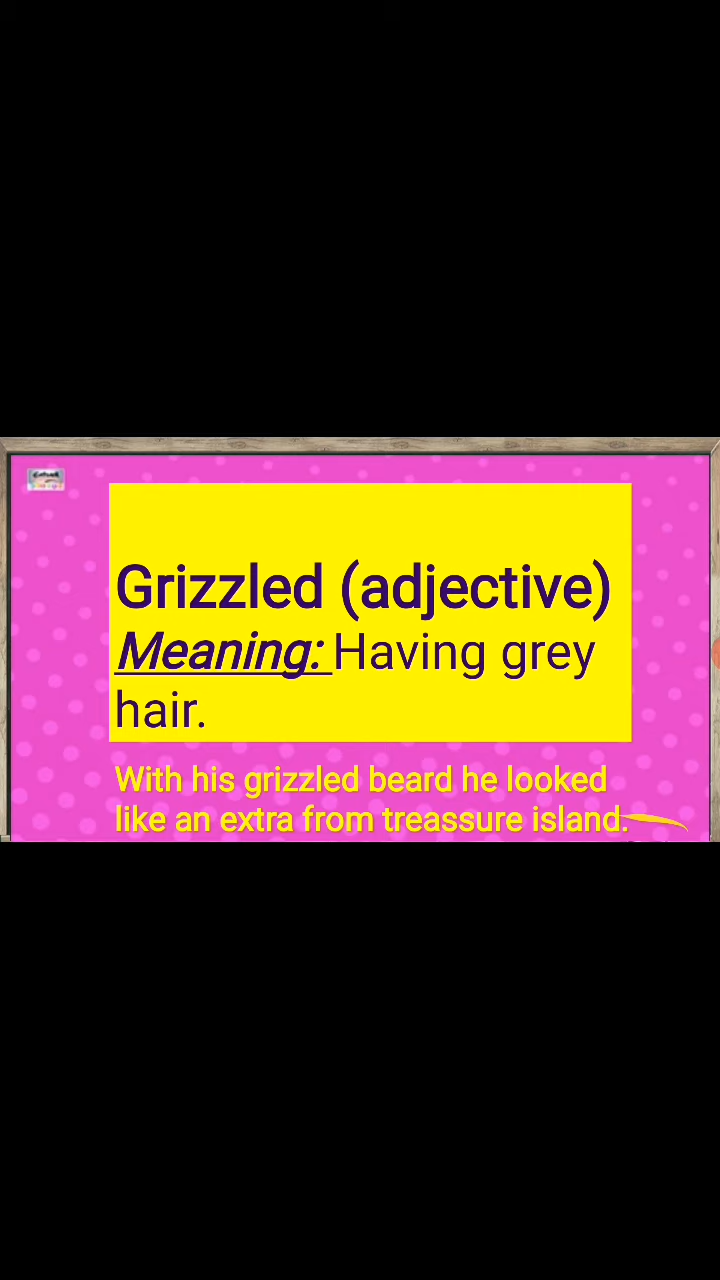 Grizzled (adjective)
Meaning: Having grey
hair.
With his grizzled beard he looked
like an extra from treassure island.